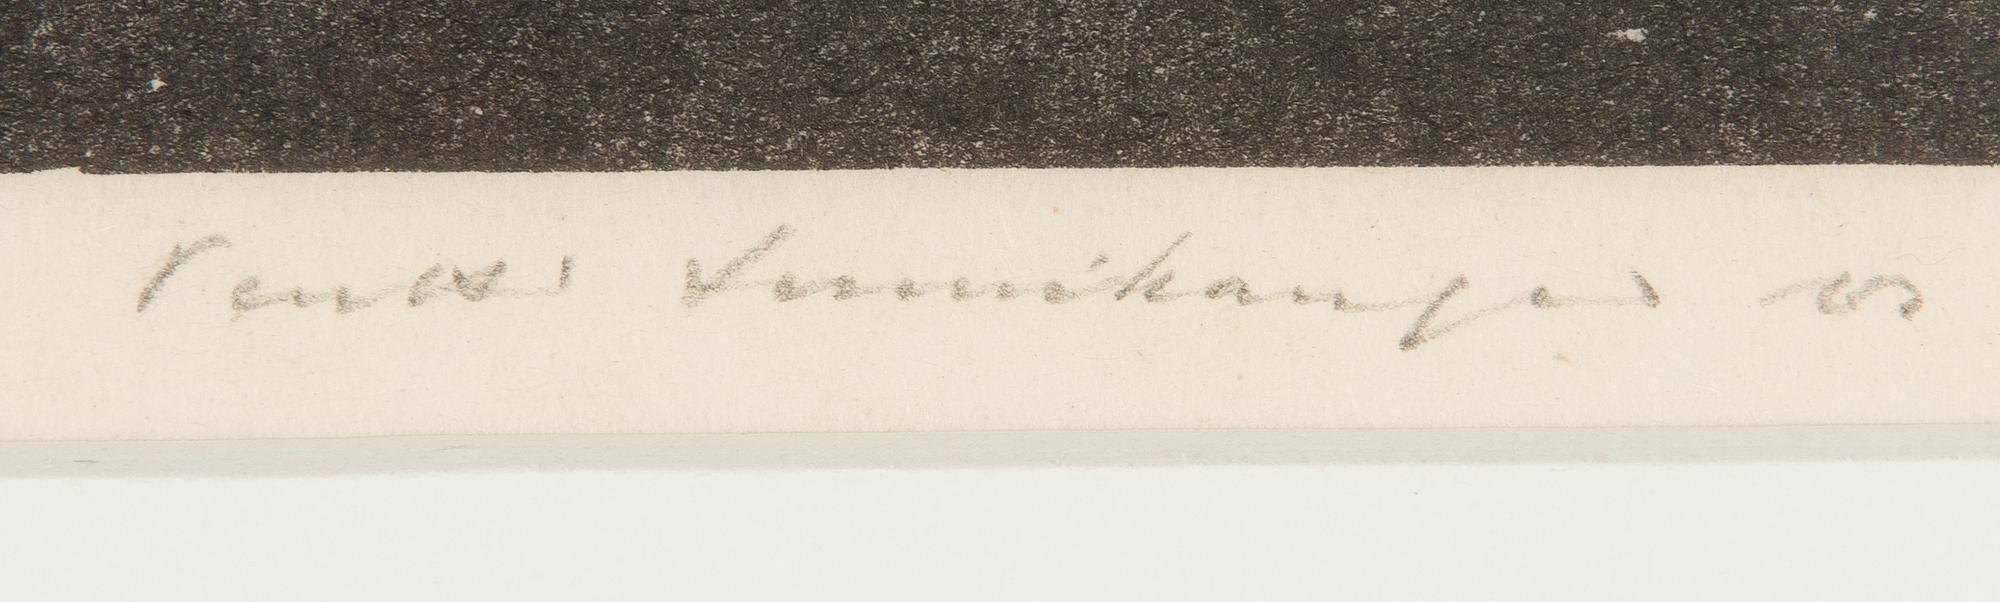 Pentti Lumikangas